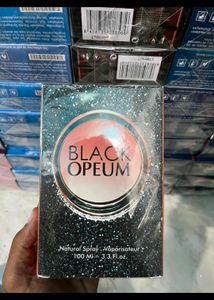 BLACK
OPEUM
Natural Spray · Vaporisateur :
100 Ml - 3.3 Fl.oz